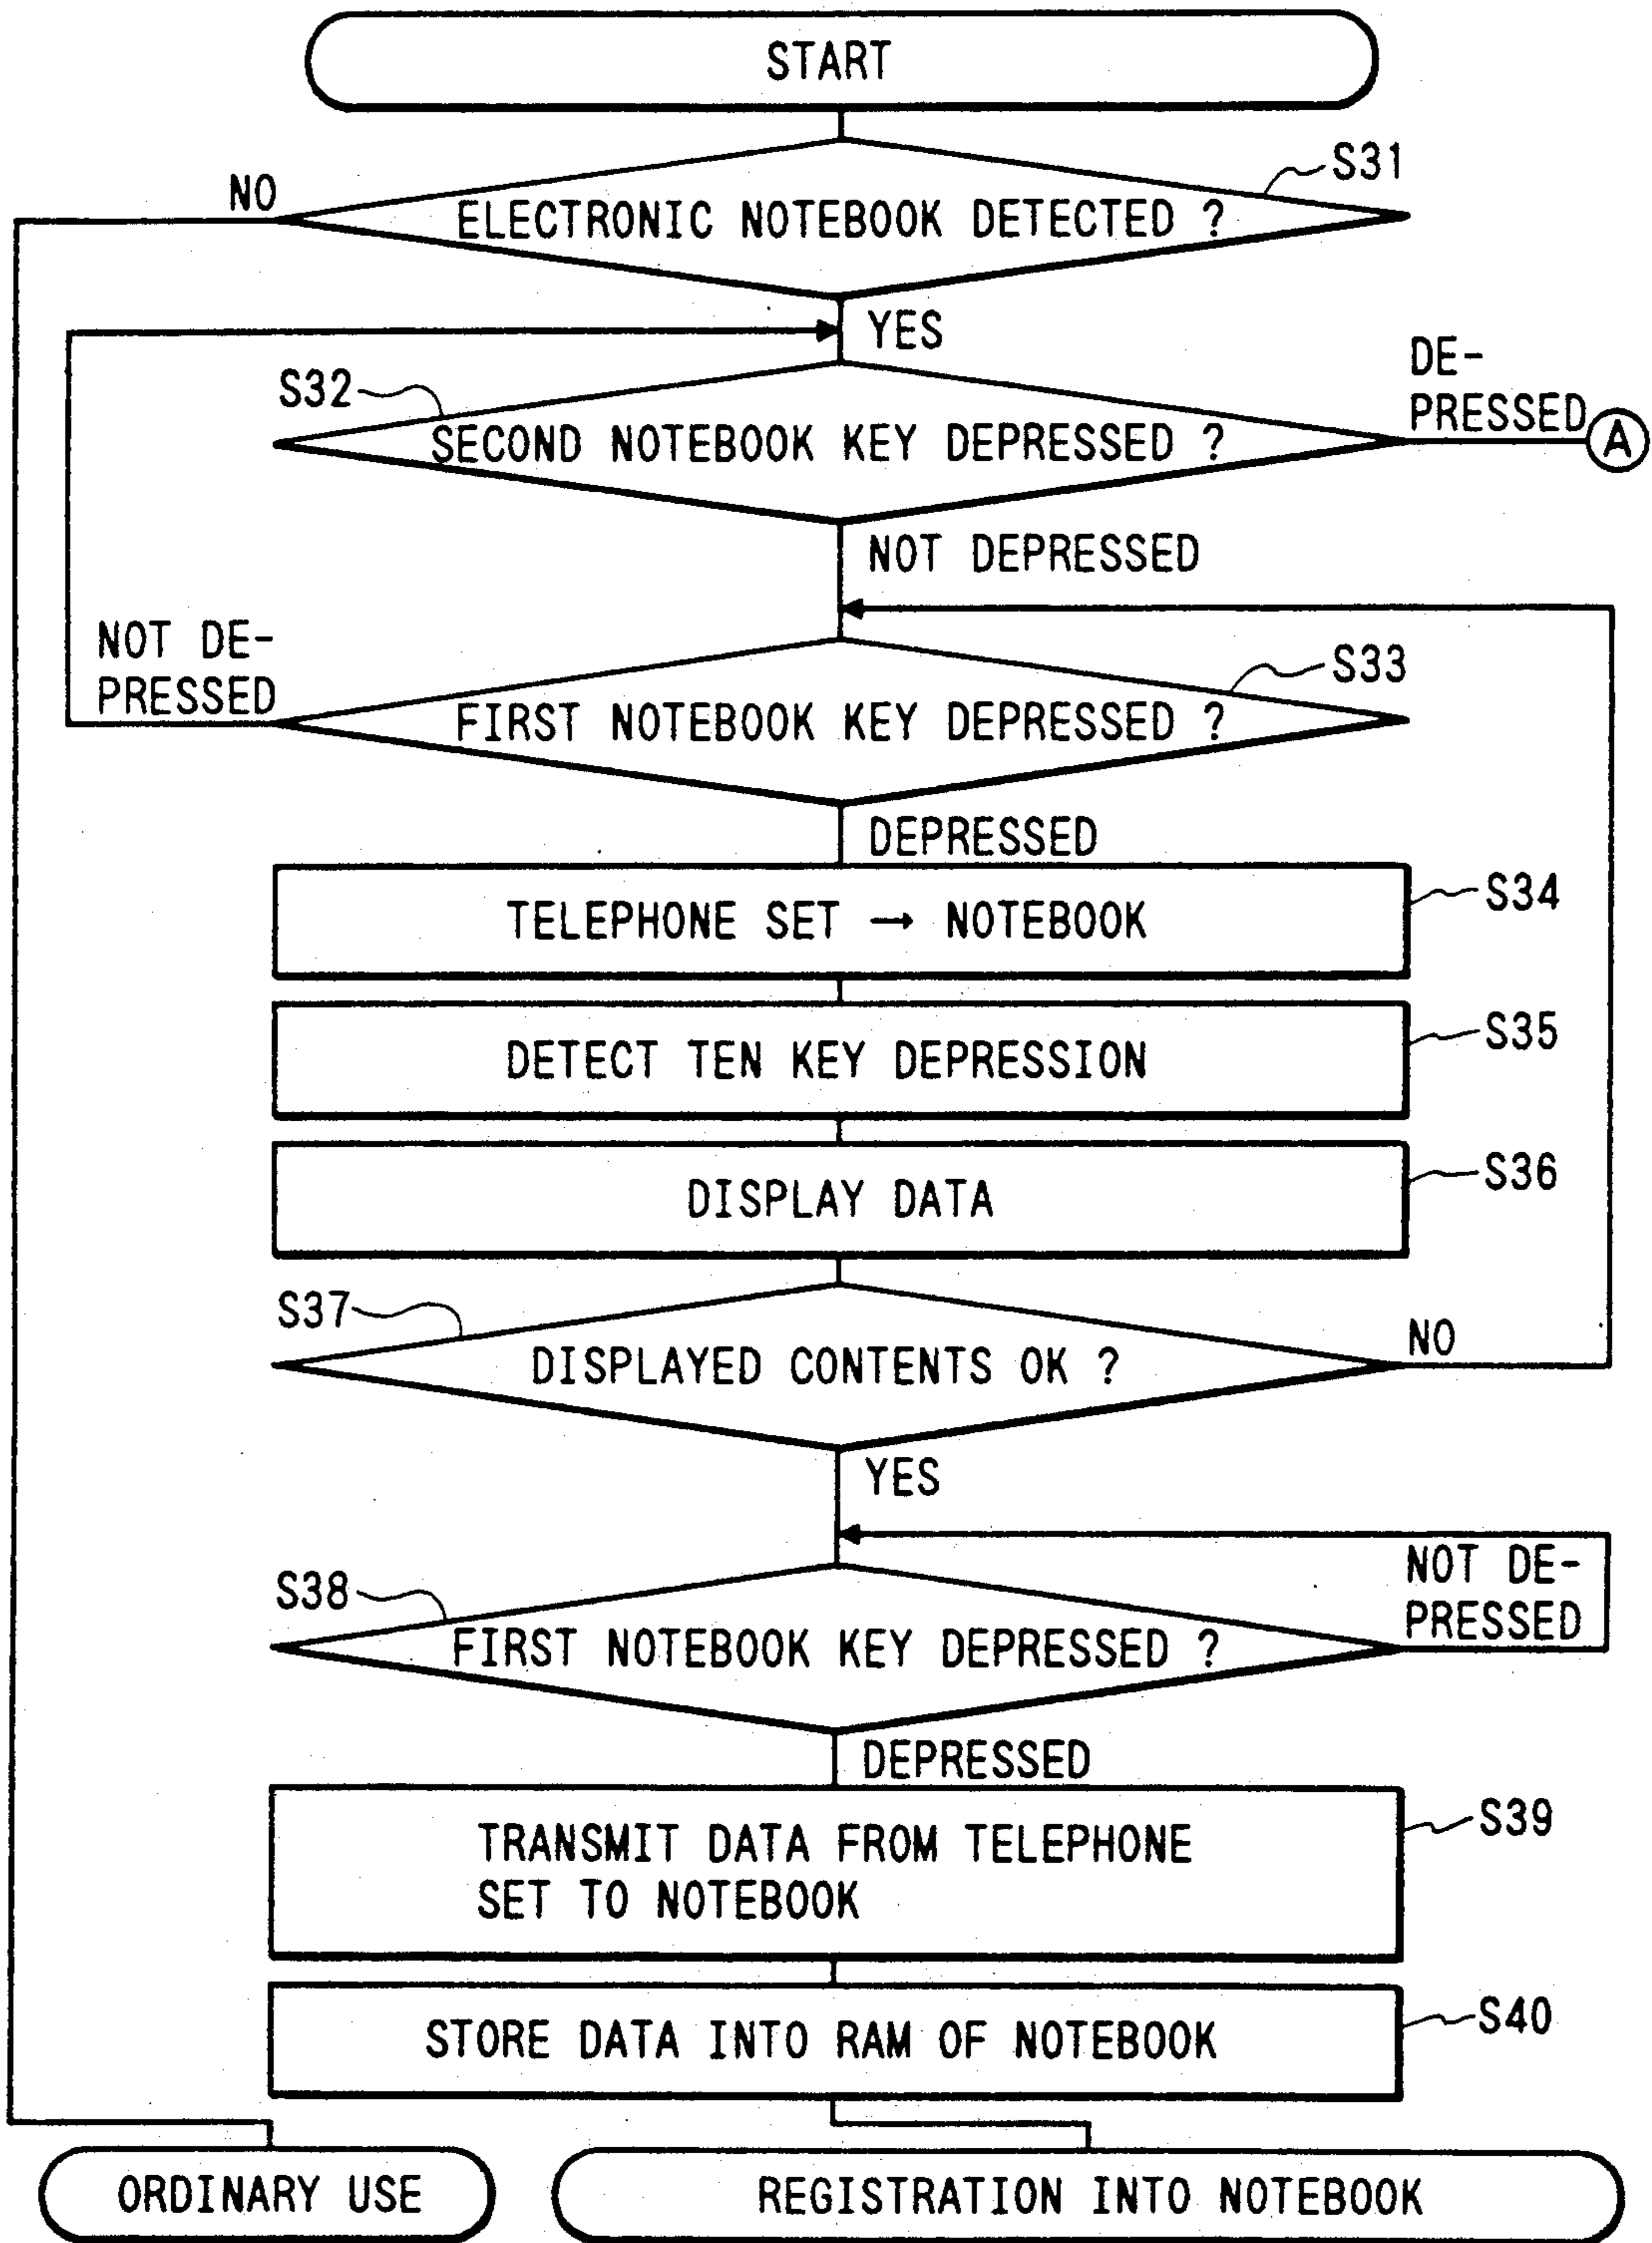 START
S31
NO
ELECTRONIC NOTEBOOK DETECTED ?
YES
DE-
PRESSED
A
S32
SECOND NOTEBOOK KEY DEPRESSED ?
NOT DEPRESSED
NOT DE-
PRESSED
S33
FIRST NOTEBOOK KEY DEPRESSED ?
DEPRESSED
TELEPHONE SET → NOTEBOOK
S34
DETECT TEN KEY DEPRESSION
S35
DISPLAY DATA
S36
S37
DISPLAYED CONTENTS OK ?
NO
YES
NOT DE-
PRESSED
S38
FIRST NOTEBOOK KEY DEPRESSED ?
DEPRESSED
TRANSMIT DATA FROM TELEPHONE
SET TO NOTEBOOK
S39
STORE DATA INTO RAM OF NOTEBOOK
S40
ORDINARY USE
REGISTRATION INTO NOTEBOOK